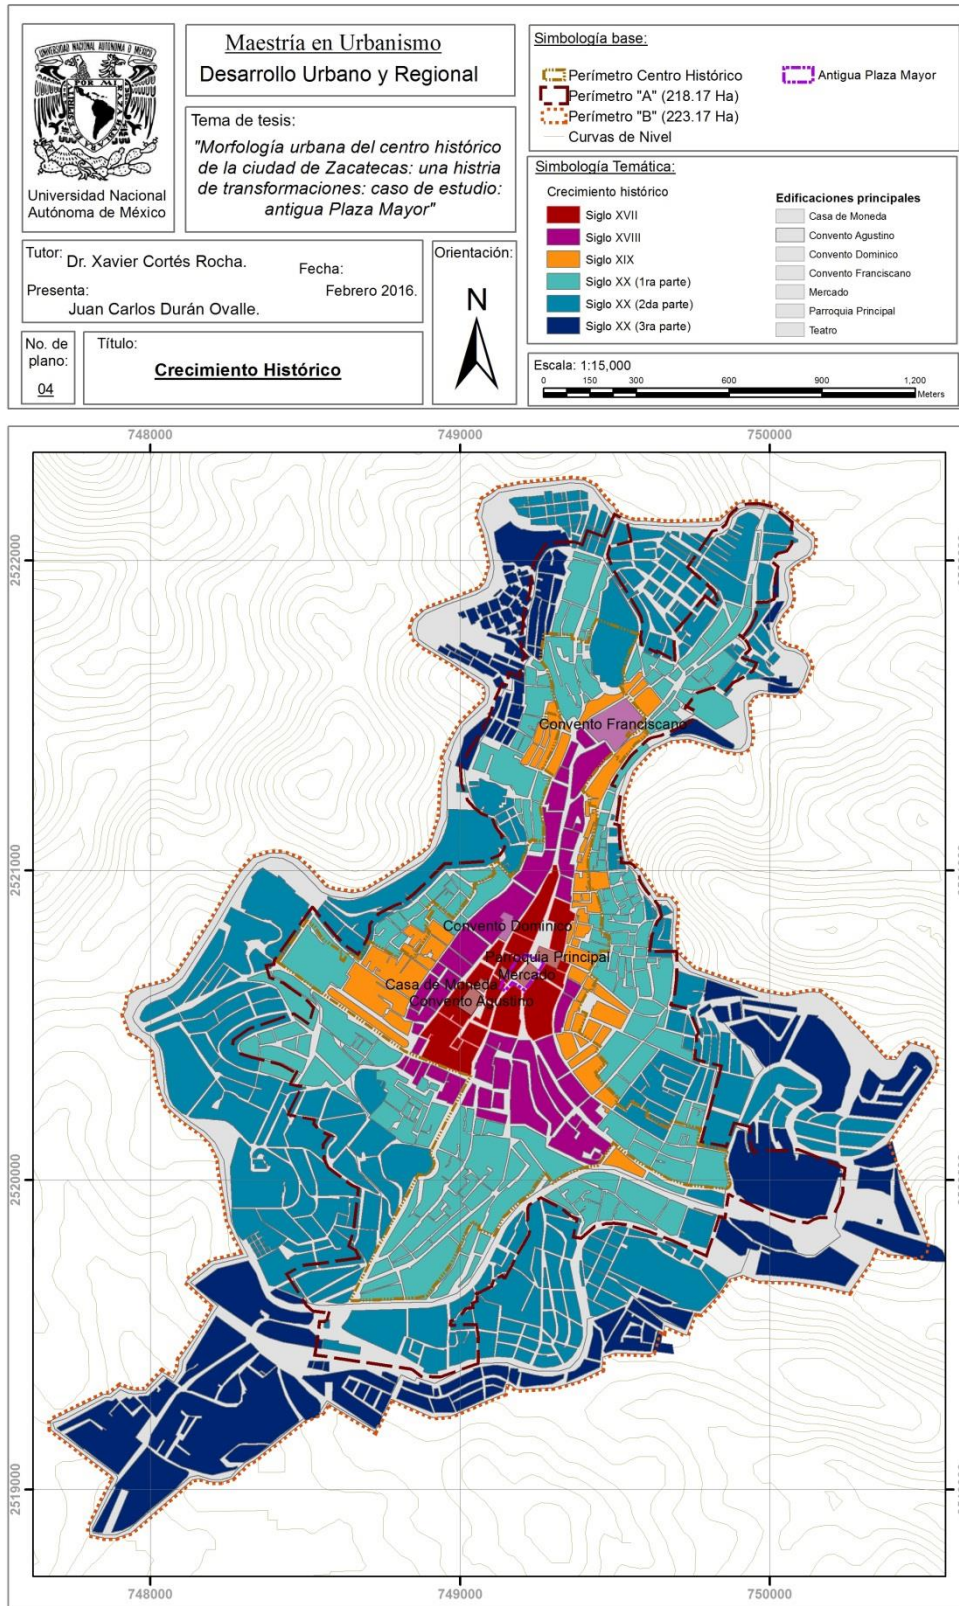 UNIVERSIDAD NACIONAL AUTONOMA D MEXICO
POR MI RAZA
Universidad Nacional
Autónoma de México
Maestría en Urbanismo
Desarrollo Urbano y Regional
Tema de tesis:
"Morfología urbana del centro histórico
de la ciudad de Zacatecas: una histria
de transformaciones: caso de estudio:
antigua Plaza Mayor"
Tutor: Dr. Xavier Cortés Rocha.
Fecha:
Presenta:
Febrero 2016.
Juan Carlos Durán Ovalle.
Orientación:
N
No. de
plano:
04
Título:
Crecimiento Histórico
Simbología base:
Perímetro Centro Histórico
Perímetro "A" (218.17 Ha)
Perímetro "B" (223.17 Ha)
Curvas de Nivel
Antigua Plaza Mayor
Simbología Temática:
Crecimiento histórico
Siglo XVII
Siglo XVIII
Siglo XIX
Siglo XX (1ra parte)
Siglo XX (2da parte)
Siglo XX (3ra parte)
Edificaciones principales
Casa de Moneda
Convento Agustino
Convento Dominico
Convento Franciscano
Mercado
Parroquia Principal
Teatro
Escala: 1:15,000
0 150 300 600 900 1,200
Meters
748000 749000 750000
2522000
2521000
2520000
2519000
Convento Franciscano
Convento Dominico
Parroquia Principal
Mercado
Casa de Moneda
Convento Agustino
748000 749000 750000